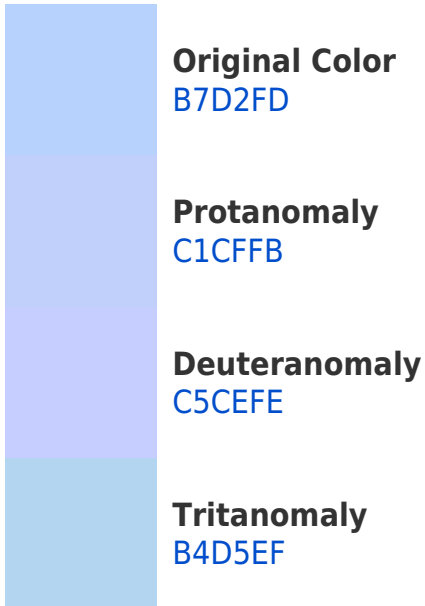 Original Color
B7D2FD
Protanomaly
C1CFFB
Deuteranomaly
C5CEFE
Tritanomaly
B4D5EF